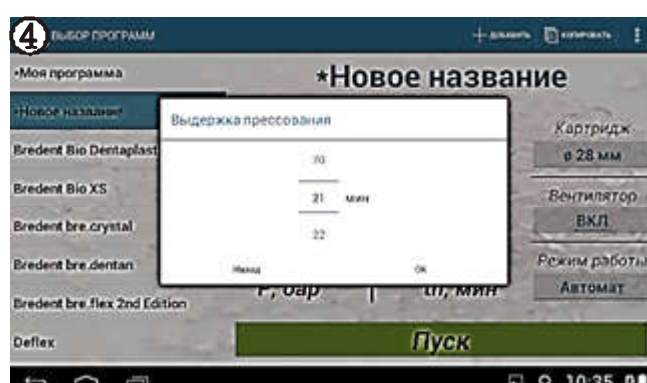 4
ВЫБОР ПРОГРАММ
ДОБАВИТЬ
КОПИРОВАТЬ
*Моя программа
*Новое название
*Новое название
Выдержка прессования
20
21 мин
22
Назад
OK
Bredent Bio Dentaplast
Bredent Bio XS
Bredent bre.crystal
Bredent bre.dentan
Bredent bre.flex 2nd Edition
Deflex
Картридж
ø 28 мм
Вентилятор
ВКЛ
Режим работы
Автомат
P, бар
tп, мин
Пуск
10:35